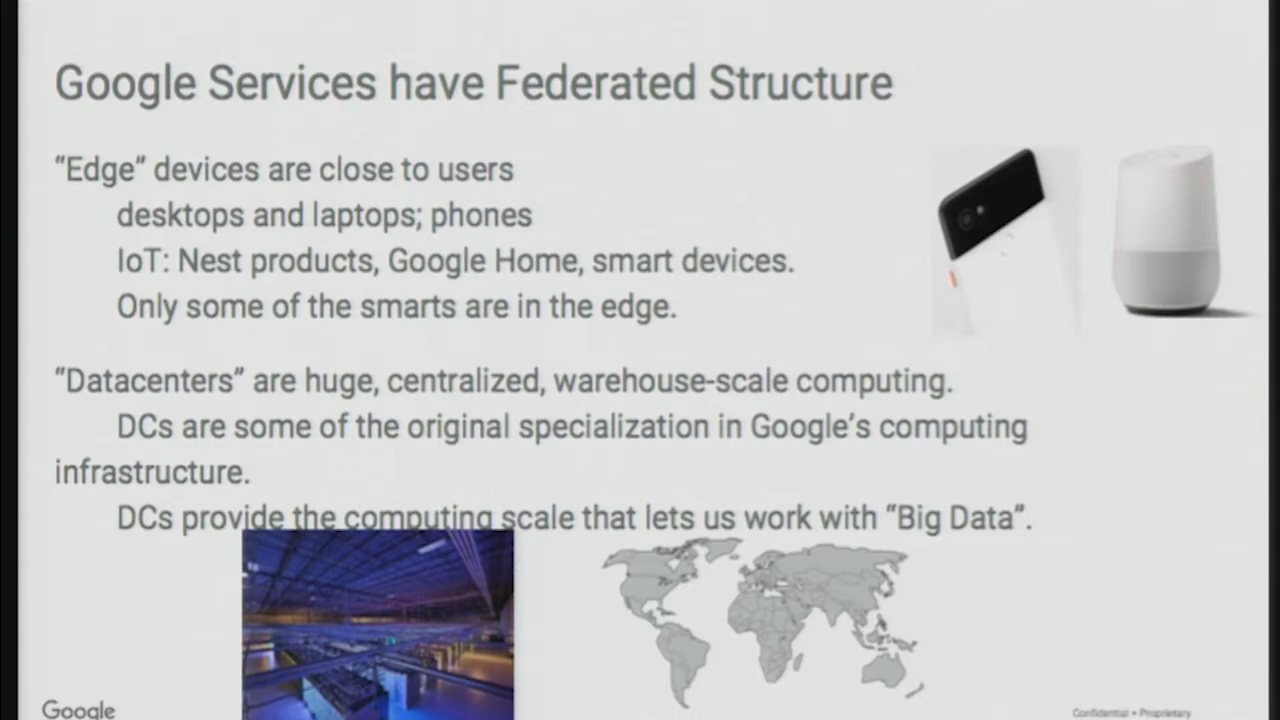 Google Services have Federated Structure
“Edge” devices are close to users
desktops and laptops; phones
IoT: Nest products, Google Home, smart devices.
Only some of the smarts are in the edge.
“Datacenters” are huge, centralized, warehouse-scale computing.
DCs are some of the original specialization in Google’s computing
infrastructure.
DCs provide the computing scale that lets us work with “Big Data”.
Google
Confidential + Proprietary